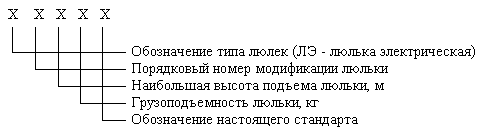 Х Х Х Х Х
Обозначение типа люлек (ЛЭ - люлька электрическая)
Порядковый номер модификации люльки
Наибольшая высота подъема люльки, м
Грузоподъемность люльки, кг
Обозначение настоящего стандарта